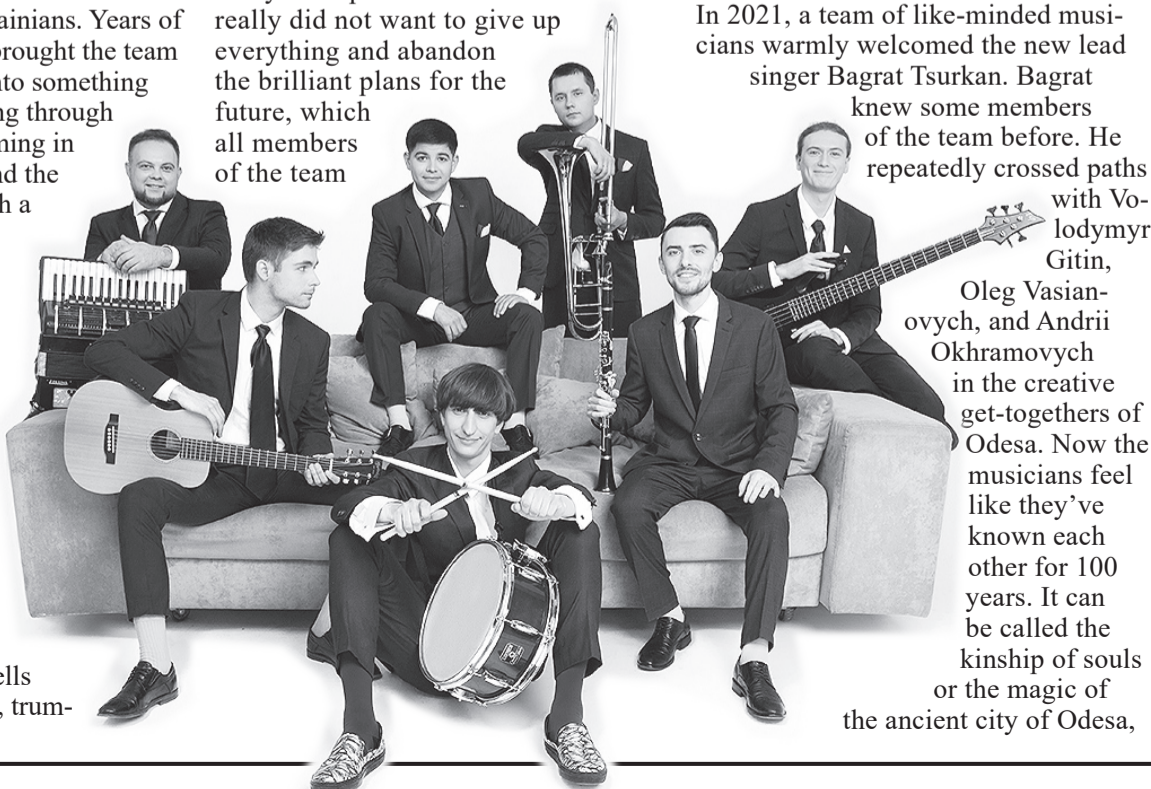 ainians. Years of
brought the team
nto something
ng through
ning in
nd the
h a
ells
, trum-
really did not want to give up
everything and abandon
the brilliant plans for the
future, which
all members
of the team
In 2021, a team of like-minded musi-
cians warmly welcomed the new lead
singer Bagrat Tsurkan. Bagrat
knew some members
of the team before. He
repeatedly crossed paths
with Vo-
lodymyr
Gitin,
Oleg Vasian-
ovych, and Andrii
Okhramovych
in the creative
get-togethers of
Odesa. Now the
musicians feel
like they’ve
known each
other for 100
years. It can
be called the
kinship of souls
or the magic of
the ancient city of Odesa,